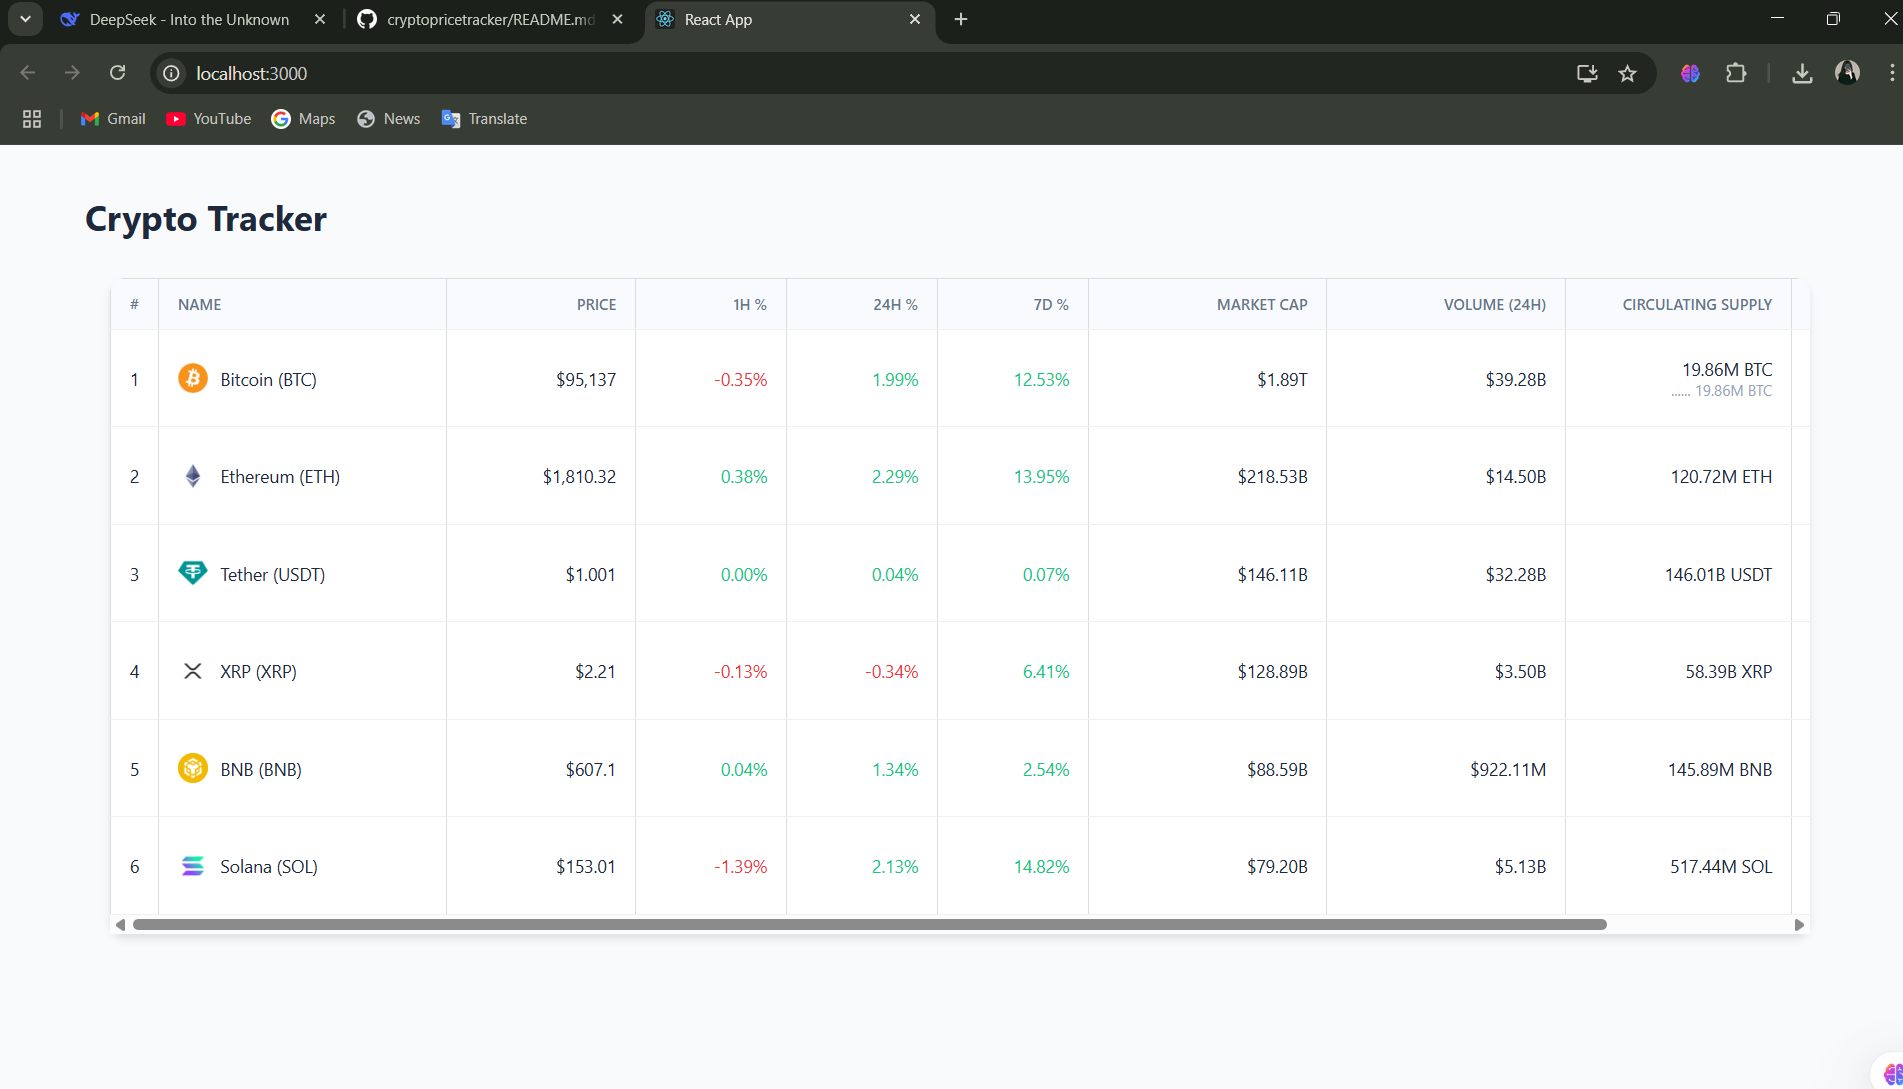 DeepSeek - Into the Unknown
cryptopricetracker/README.md
React App
localhost:3000
Gmail YouTube Maps News Translate
Crypto Tracker
# NAME PRICE 1H % 24H % 7D % MARKET CAP VOLUME (24H) CIRCULATING SUPPLY
1 Bitcoin (BTC) $95,137 -0.35% 1.99% 12.53% $1.89T $39.28B 19.86M BTC
...... 19.86M BTC
2 Ethereum (ETH) $1,810.32 0.38% 2.29% 13.95% $218.53B $14.50B 120.72M ETH
3 Tether (USDT) $1.001 0.00% 0.04% 0.07% $146.11B $32.28B 146.01B USDT
4 XRP (XRP) $2.21 -0.13% -0.34% 6.41% $128.89B $3.50B 58.39B XRP
5 BNB (BNB) $607.1 0.04% 1.34% 2.54% $88.59B $922.11M 145.89M BNB
6 Solana (SOL) $153.01 -1.39% 2.13% 14.82% $79.20B $5.13B 517.44M SOL